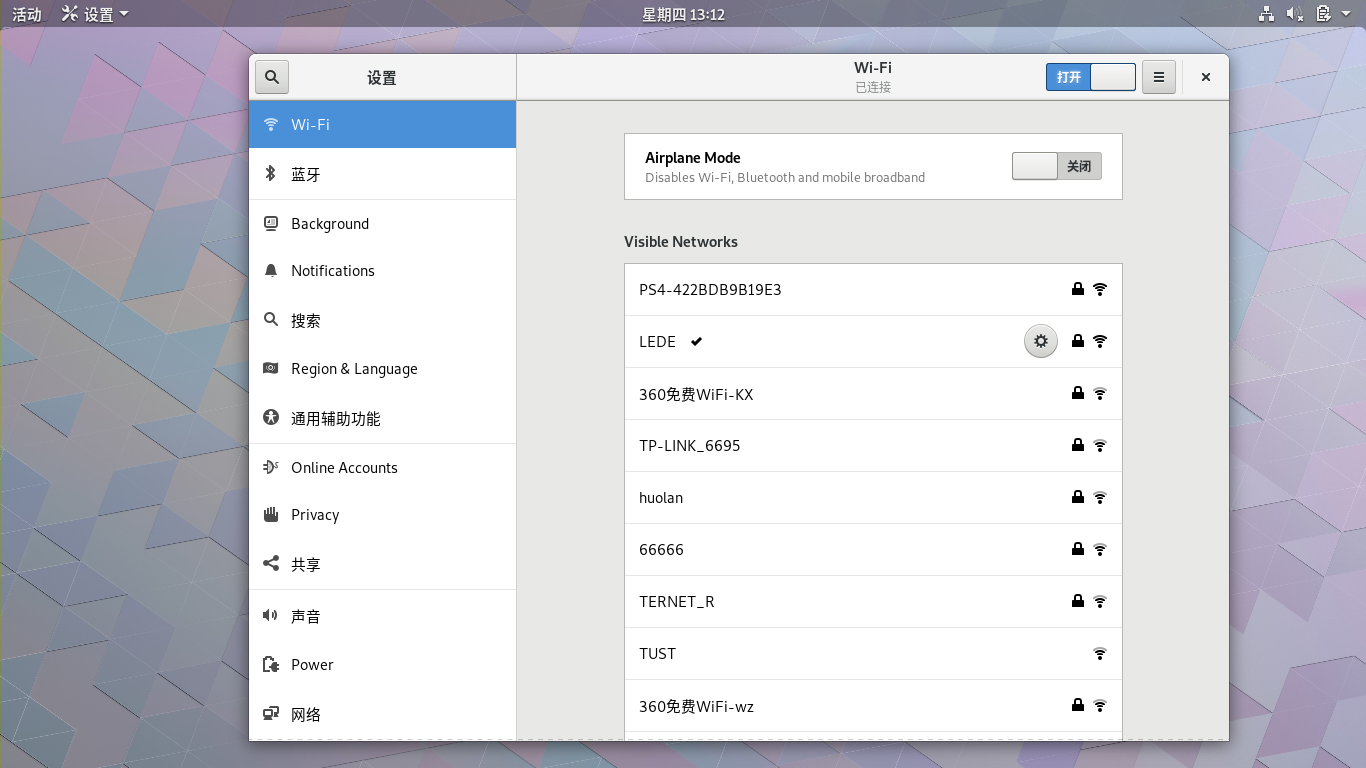 活动 设置 星期四 13:12
设置
Wi-Fi
已连接
打开
Wi-Fi
蓝牙
Background
Notifications
搜索
Region & Language
通用辅助功能
Online Accounts
Privacy
共享
声音
Power
网络
Airplane Mode
Disables Wi-Fi, Bluetooth and mobile broadband
关闭
Visible Networks
PS4-422BDB9B19E3
LEDE
360免费WiFi-KX
TP-LINK_6695
huolan
66666
TERNET_R
TUST
360免费WiFi-wz